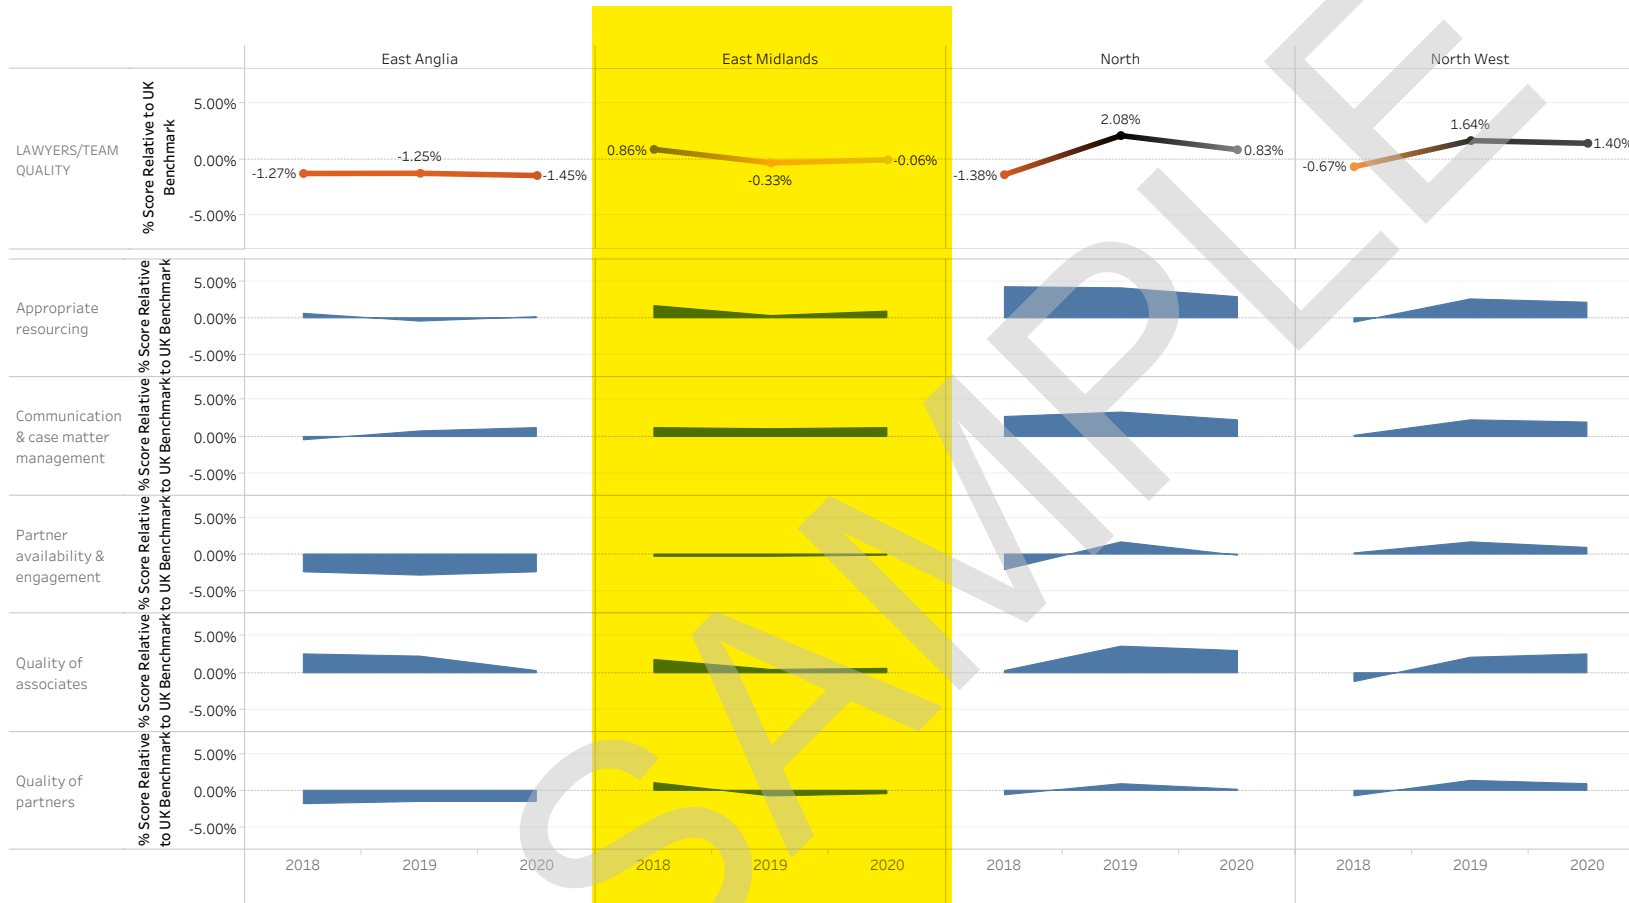 East Anglia
East Midlands
North
North West
LAWYERS/TEAM
QUALITY
% Score Relative to UK
Benchmark
5.00%
0.00%
-5.00%
-1.27%
-1.25%
-1.45%
0.86%
-0.33%
-0.06%
-1.38%
2.08%
0.83%
-0.67%
1.64%
1.40%
Appropriate
resourcing
% Score Relative
to UK Benchmark
5.00%
0.00%
-5.00%
Communication
& case matter
management
% Score Relative
to UK Benchmark
5.00%
0.00%
-5.00%
Partner
availability &
engagement
% Score Relative
to UK Benchmark
5.00%
0.00%
-5.00%
Quality of
associates
% Score Relative
to UK Benchmark
5.00%
0.00%
-5.00%
Quality of
partners
% Score Relative
to UK Benchmark
5.00%
0.00%
-5.00%
2018 2019 2020 2018 2019 2020 2018 2019 2020 2018 2019 2020
SAMPLE